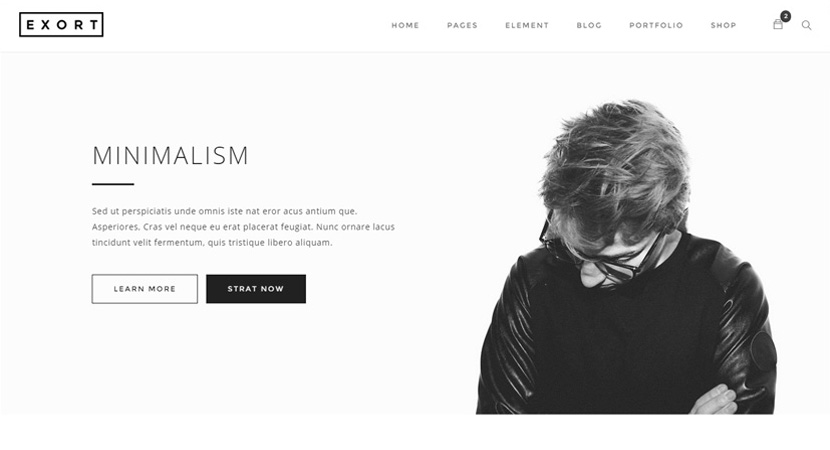 EXORT
HOME PAGES ELEMENT BLOG PORTFOLIO SHOP 2
MINIMALISM
Sed ut perspiciatis unde omnis iste nat eror acus antium que.
Asperiores, Cras vel neque eu erat placerat feugiat. Nunc ornare lacus
tincidunt velit fermentum, quis tristique libero aliquam.
LEARN MORE STRAT NOW